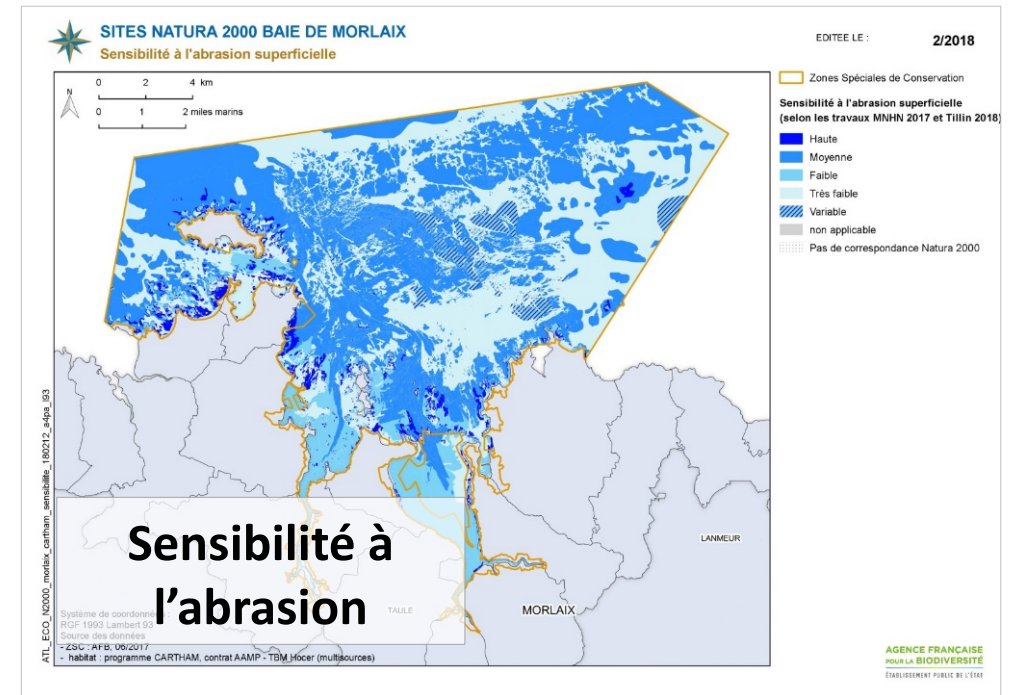 SITES NATURA 2000 BAIE DE MORLAIX
Sensibilité à l'abrasion superficielle
EDITEE LE :
2/2018
N
0 2 4 km
0 1 2 miles marins
Zones Spéciales de Conservation
Sensibilité à l'abrasion superficielle
(selon les travaux MNHN 2017 et Tillin 2018)
Haute
Moyenne
Faible
Très faible
Variable
non applicable
Pas de correspondance Natura 2000
LANMEUR
MORLAIX
TAULE
Sensibilité à
l'abrasion
Système de coordonnées :
RGF 1993 Lambert 93
Source des données
- ZSC : AFB, 06/2017
- habitat : programme CARTHAM, contrat AAMP - TBM Hocer (multisources)
ATL_ECO_N2000_morlaix_cartham_sensibilite_180212_a4pa_l93
AGENCE FRANÇAISE
POUR LA BIODIVERSITÉ
ÉTABLISSEMENT PUBLIC DE L'ÉTAT